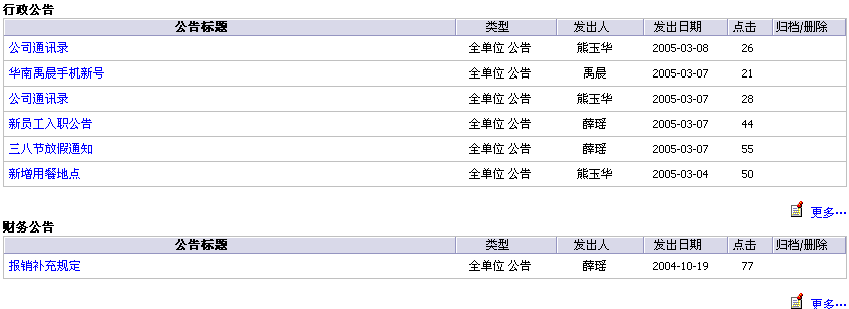 行政公告
公告标题 类型 发出人 发出日期 点击 归档/删除
公司通讯录 全单位 公告 熊玉华 2005-03-08 26
华南禹晨手机新号 全单位 公告 禹晨 2005-03-07 21
公司通讯录 全单位 公告 熊玉华 2005-03-07 28
新员工入职公告 全单位 公告 薛瑶 2005-03-07 44
三八节放假通知 全单位 公告 薛瑶 2005-03-07 55
新增用餐地点 全单位 公告 熊玉华 2005-03-04 50
更多…
财务公告
公告标题 类型 发出人 发出日期 点击 归档/删除
报销补充规定 全单位 公告 薛瑶 2004-10-19 77
更多…